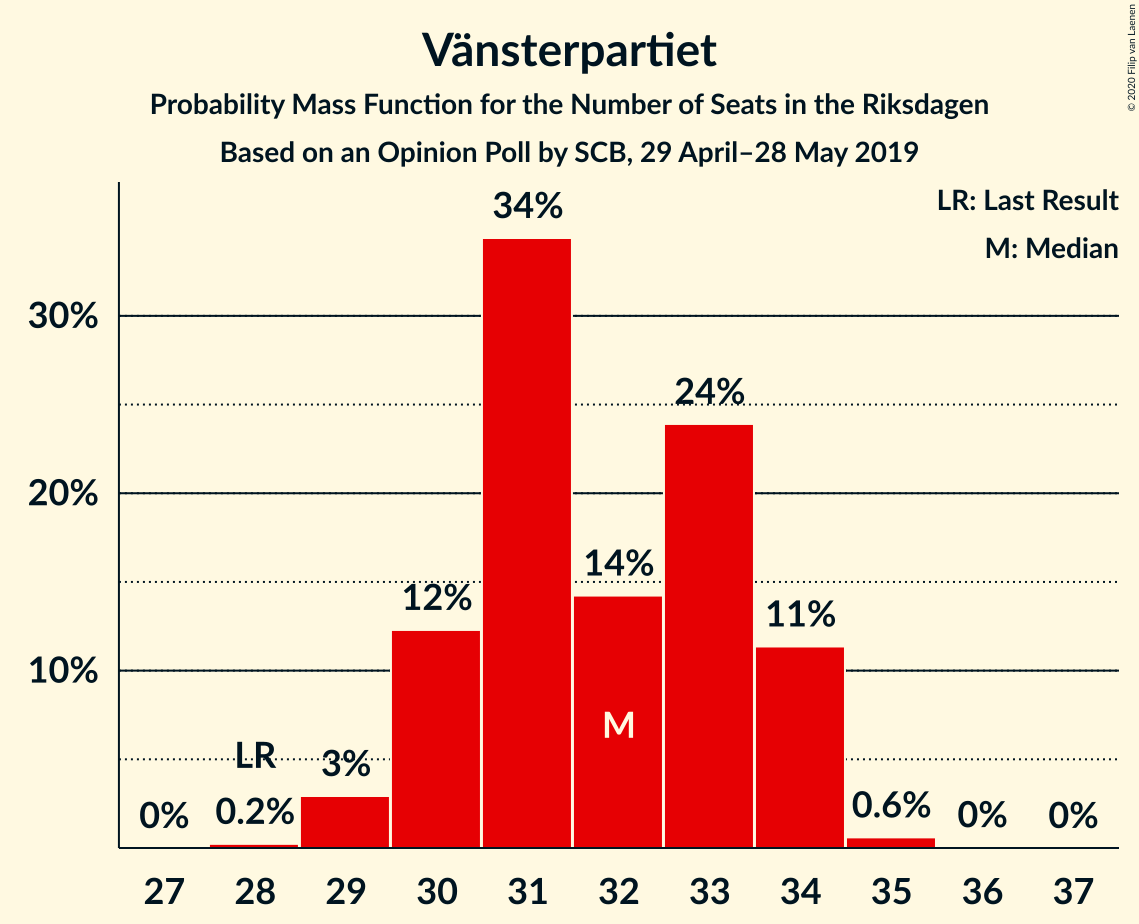 © 2020 Filip van Laenen
Vänsterpartiet
Probability Mass Function for the Number of Seats in the Riksdagen
Based on an Opinion Poll by SCB, 29 April–28 May 2019
LR: Last Result
M: Median
34%
30%
24%
20%
14%
12%
11%
10%
M
LR
3%
0%
0.2%
0.6%
0%
0%
27 28 29 30 31 32 33 34 35 36 37